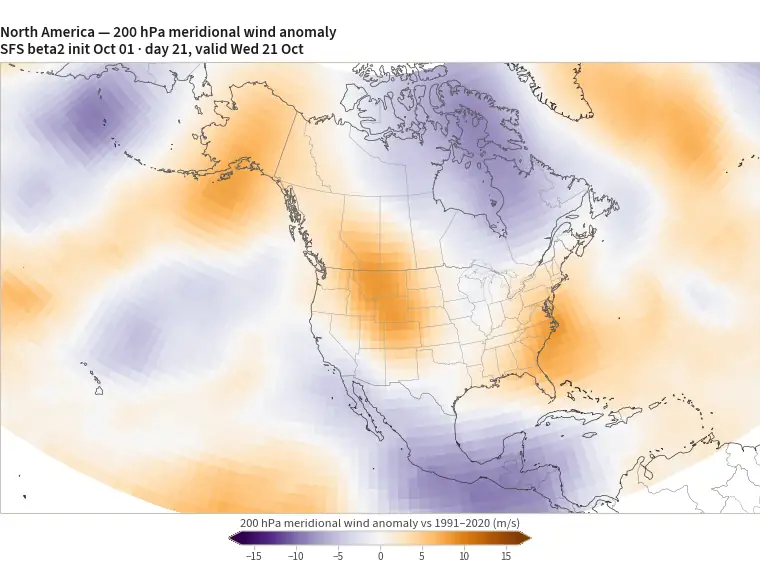 North America — 200 hPa meridional wind anomaly
SFS beta2 init Oct 01 · day 21, valid Wed 21 Oct
200 hPa meridional wind anomaly vs 1991–2020 (m/s)
−15 −10 −5 0 5 10 15